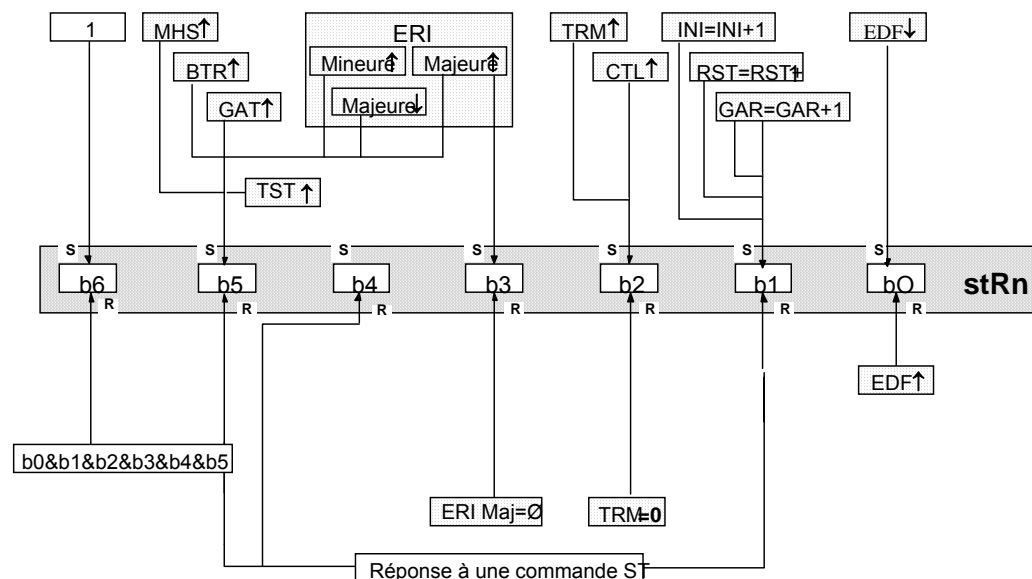 1
MHS↑
ERI
TRM↑
INI=INI+1
EDF↓
BTR↑
Mineure↑
Majeure↑
CTL↑
RST=RST+
GAT↑
Majeure↓
GAR=GAR+1
TST ↑
S S S S S S S
b6 b5 b4 b3 b2 b1 bO stRn
R R R R R R
EDF↑
b0&b1&b2&b3&b4&b5
ERI Maj=Ø
TRM=0
Réponse à une commande ST